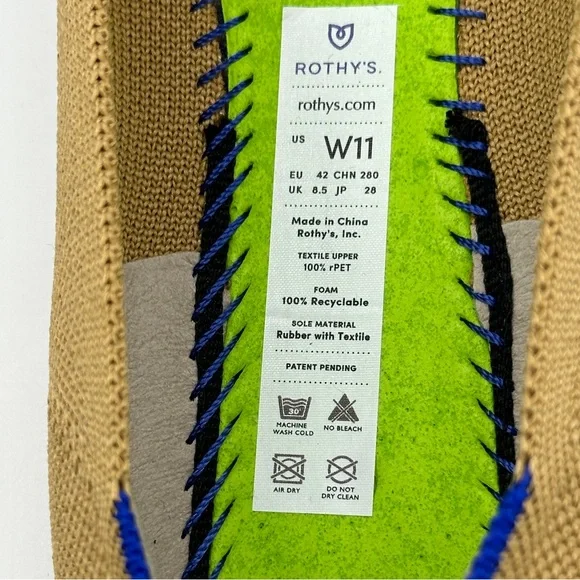 ROTHY'S.
rothys.com
US W11
EU 42 CHN 280
UK 8.5 JP 28
Made in China
Rothy's, Inc.
TEXTILE UPPER
100% rPET
FOAM
100% Recyclable
SOLE MATERIAL
Rubber with Textile
PATENT PENDING
30°
MACHINE WASH COLD
NO BLEACH
AIR DRY
DO NOT DRY CLEAN